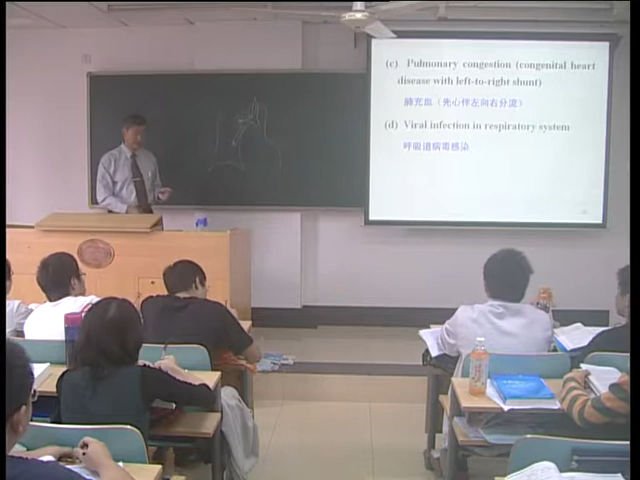 (c) Pulmonary congestion (congenital heart
disease with left-to-right shunt)
肺充血（先心伴左向右分流）
(d) Viral infection in respiratory system
呼吸道病毒感染